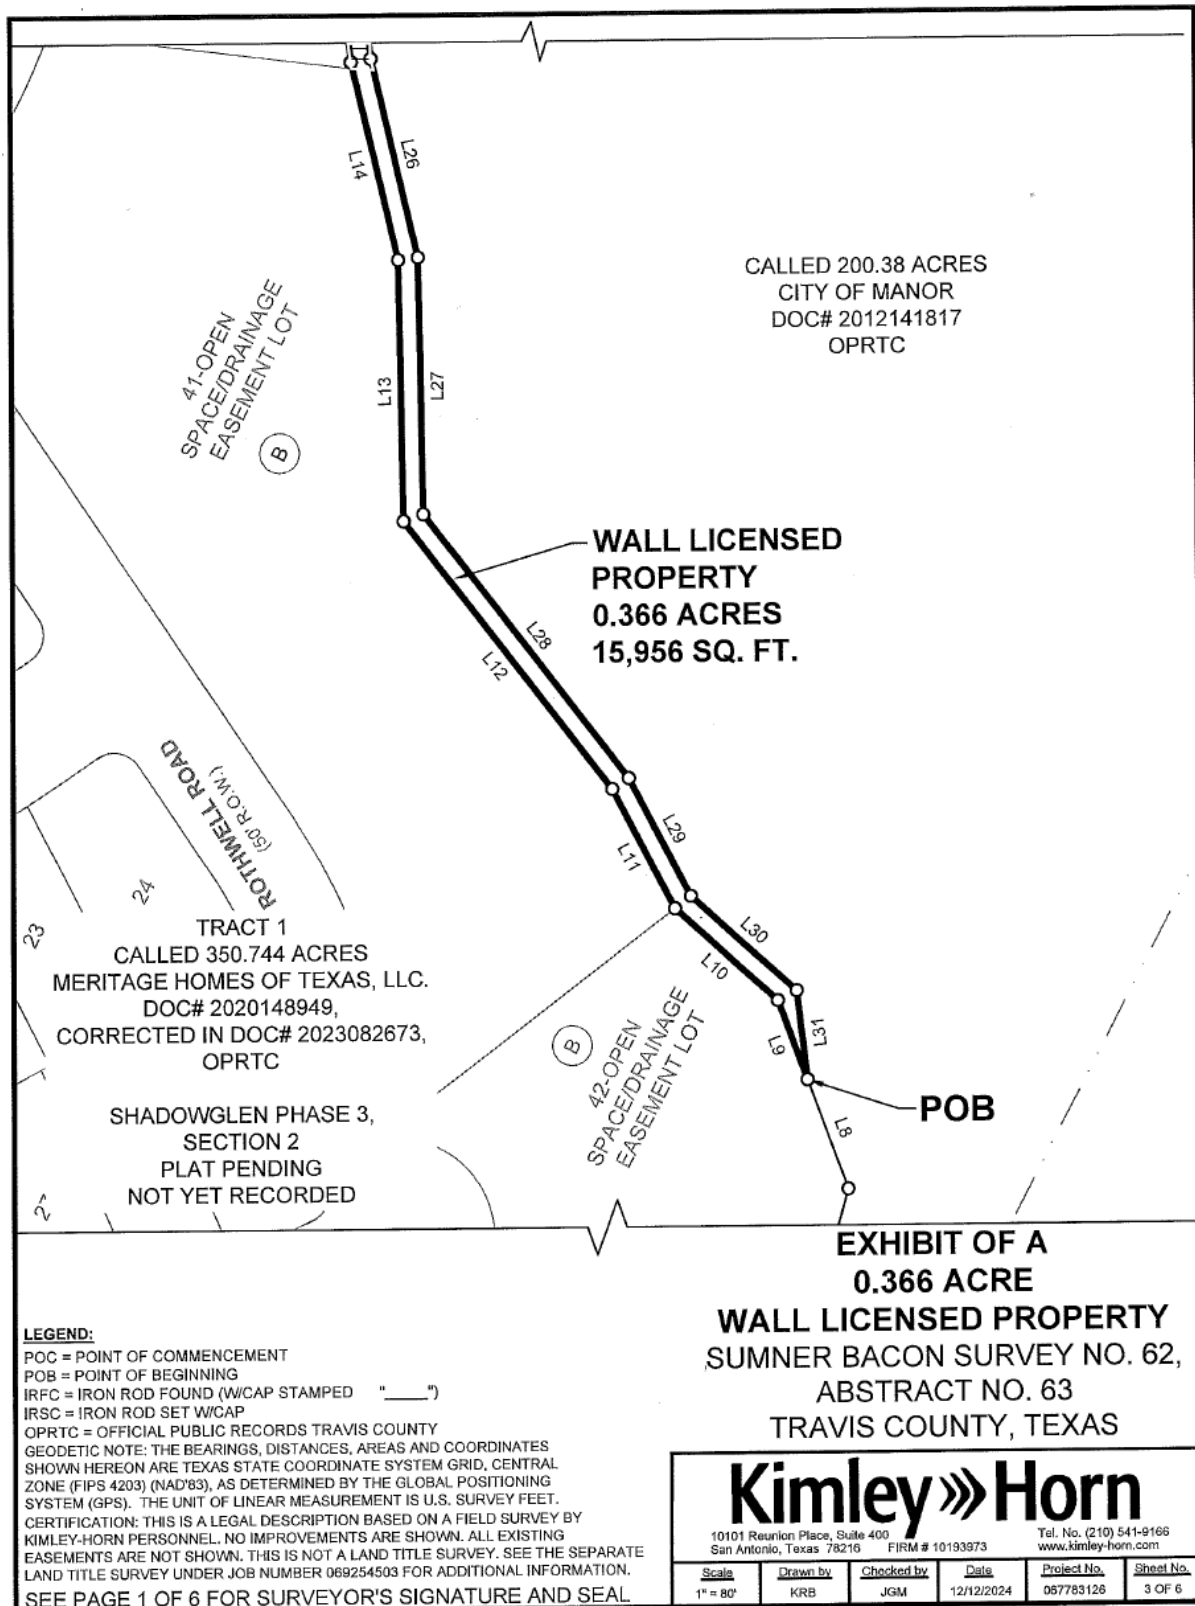 L14
L26
CALLED 200.38 ACRES
CITY OF MANOR
DOC# 2012141817
OPRTC
41-OPEN
SPACE/DRAINAGE
EASEMENT LOT
B
L13
L27
WALL LICENSED
PROPERTY
0.366 ACRES
15,956 SQ. FT.
L28
L12
ROTHWELL ROAD
(50' R.O.W.)
L29
L11
24
23
TRACT 1
CALLED 350.744 ACRES
MERITAGE HOMES OF TEXAS, LLC.
DOC# 2020148949,
CORRECTED IN DOC# 2023082673,
OPRTC
L30
L10
42-OPEN
SPACE/DRAINAGE
EASEMENT LOT
B
L9
L31
POB
L8
SHADOWGLEN PHASE 3,
SECTION 2
PLAT PENDING
NOT YET RECORDED
EXHIBIT OF A
0.366 ACRE
WALL LICENSED PROPERTY
SUMNER BACON SURVEY NO. 62,
ABSTRACT NO. 63
TRAVIS COUNTY, TEXAS
LEGEND:
POC = POINT OF COMMENCEMENT
POB = POINT OF BEGINNING
IRFC = IRON ROD FOUND (W/CAP STAMPED "_____")
IRSC = IRON ROD SET W/CAP
OPRTC = OFFICIAL PUBLIC RECORDS TRAVIS COUNTY
GEODETIC NOTE: THE BEARINGS, DISTANCES, AREAS AND COORDINATES
SHOWN HEREON ARE TEXAS STATE COORDINATE SYSTEM GRID, CENTRAL
ZONE (FIPS 4203) (NAD'83), AS DETERMINED BY THE GLOBAL POSITIONING
SYSTEM (GPS). THE UNIT OF LINEAR MEASUREMENT IS U.S. SURVEY FEET.
CERTIFICATION: THIS IS A LEGAL DESCRIPTION BASED ON A FIELD SURVEY BY
KIMLEY-HORN PERSONNEL. NO IMPROVEMENTS ARE SHOWN. ALL EXISTING
EASEMENTS ARE NOT SHOWN. THIS IS NOT A LAND TITLE SURVEY. SEE THE SEPARATE
LAND TITLE SURVEY UNDER JOB NUMBER 069254503 FOR ADDITIONAL INFORMATION.
SEE PAGE 1 OF 6 FOR SURVEYOR'S SIGNATURE AND SEAL
Kimley»Horn
10101 Reunion Place, Suite 400
San Antonio, Texas 78216 FIRM # 10193973
Tel. No. (210) 541-9166
www.kimley-horn.com
Scale Drawn by Checked by Date Project No. Sheet No.
1" = 80' KRB JGM 12/12/2024 067783126 3 OF 6